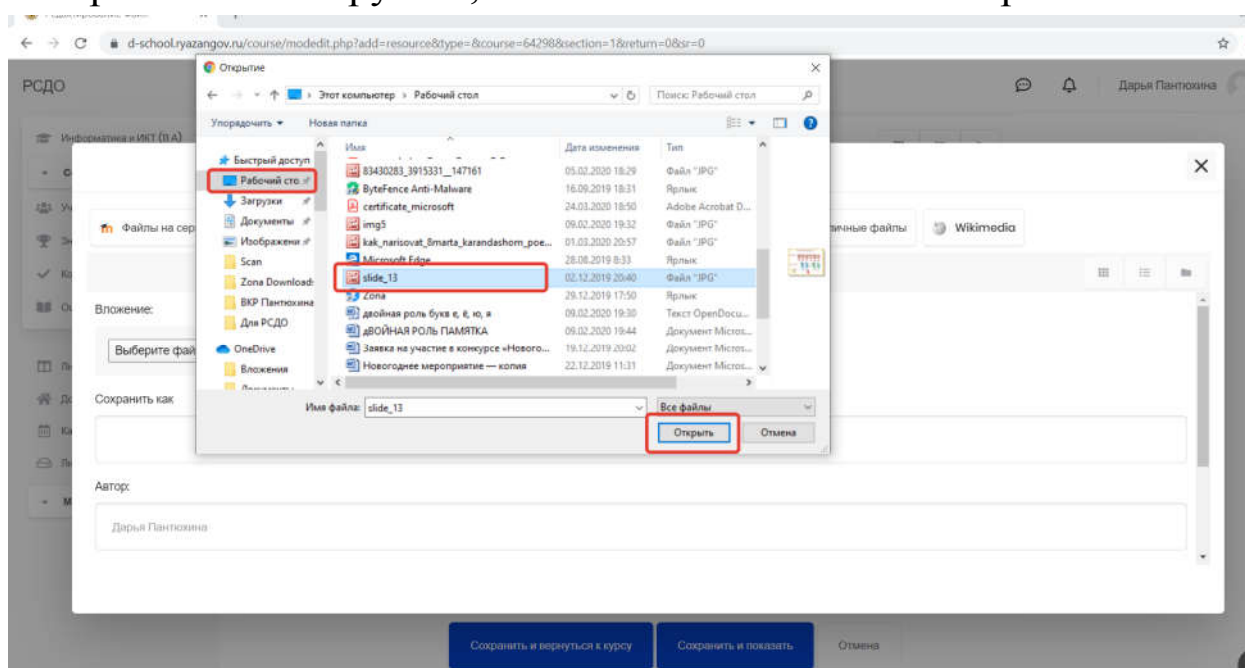 d-school.ryazangov.ru/course/modedit.php?add=resource&type=&course=64298&section=1&return=0&sr=0
РСДО
Дарья Пантюхина
Информатика и ИКТ (11 А)
Открытие
Этот компьютер › Рабочий стол
Поиск: Рабочий стол
Упорядочить
Новая папка
Имя
Дата изменения
Тип
Быстрый доступ
Рабочий сто
Загрузки
Документы
Изображени
Scan
Zona Download
ВКР Пантюхина
Для РСДО
OneDrive
Вложения
83430283_3915331__147161 05.02.2020 18:29 Файл "JPG"
ByteFence Anti-Malware 16.09.2019 18:31 Ярлык
certificate_microsoft 24.03.2020 18:50 Adobe Acrobat D...
img5 09.02.2020 19:32 Файл "JPG"
kak_narisovat_8marta_karandashom_poe... 01.03.2020 20:57 Файл "JPG"
Microsoft Edge 28.08.2019 8:33 Ярлык
slide_13 02.12.2019 20:40 Файл "JPG"
Zona 29.12.2019 17:50 Ярлык
двойная роль букв е, ё, ю, я 09.02.2020 19:30 Текст OpenDocu...
дВОЙНАЯ РОЛЬ ПАМЯТКА 09.02.2020 19:44 Документ Micros...
Заявка на участие в конкурсе «Нового... 19.12.2019 20:02 Документ Micros...
Новогоднее мероприятие — копия 22.12.2019 11:31 Документ Micros...
Имя файла: slide_13
Все файлы
Открыть
Отмена
Файлы на сер
ичные файлы
Wikimedia
Вложение:
Выберите фай
Сохранить как
Автор:
Дарья Пантюхина
Сохранить и вернуться к курсу
Сохранить и показать
Отмена